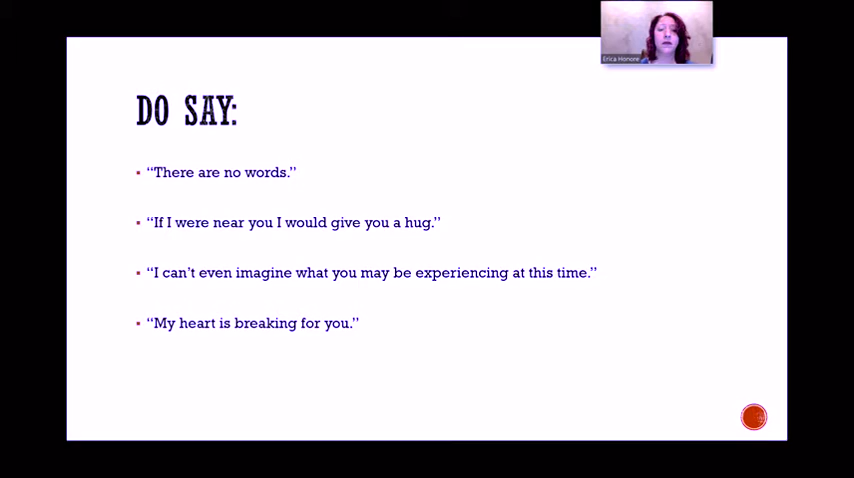 Erica Honore
DO SAY:
▪ “There are no words.”
▪ “If I were near you I would give you a hug.”
▪ “I can’t even imagine what you may be experiencing at this time.”
▪ “My heart is breaking for you.”